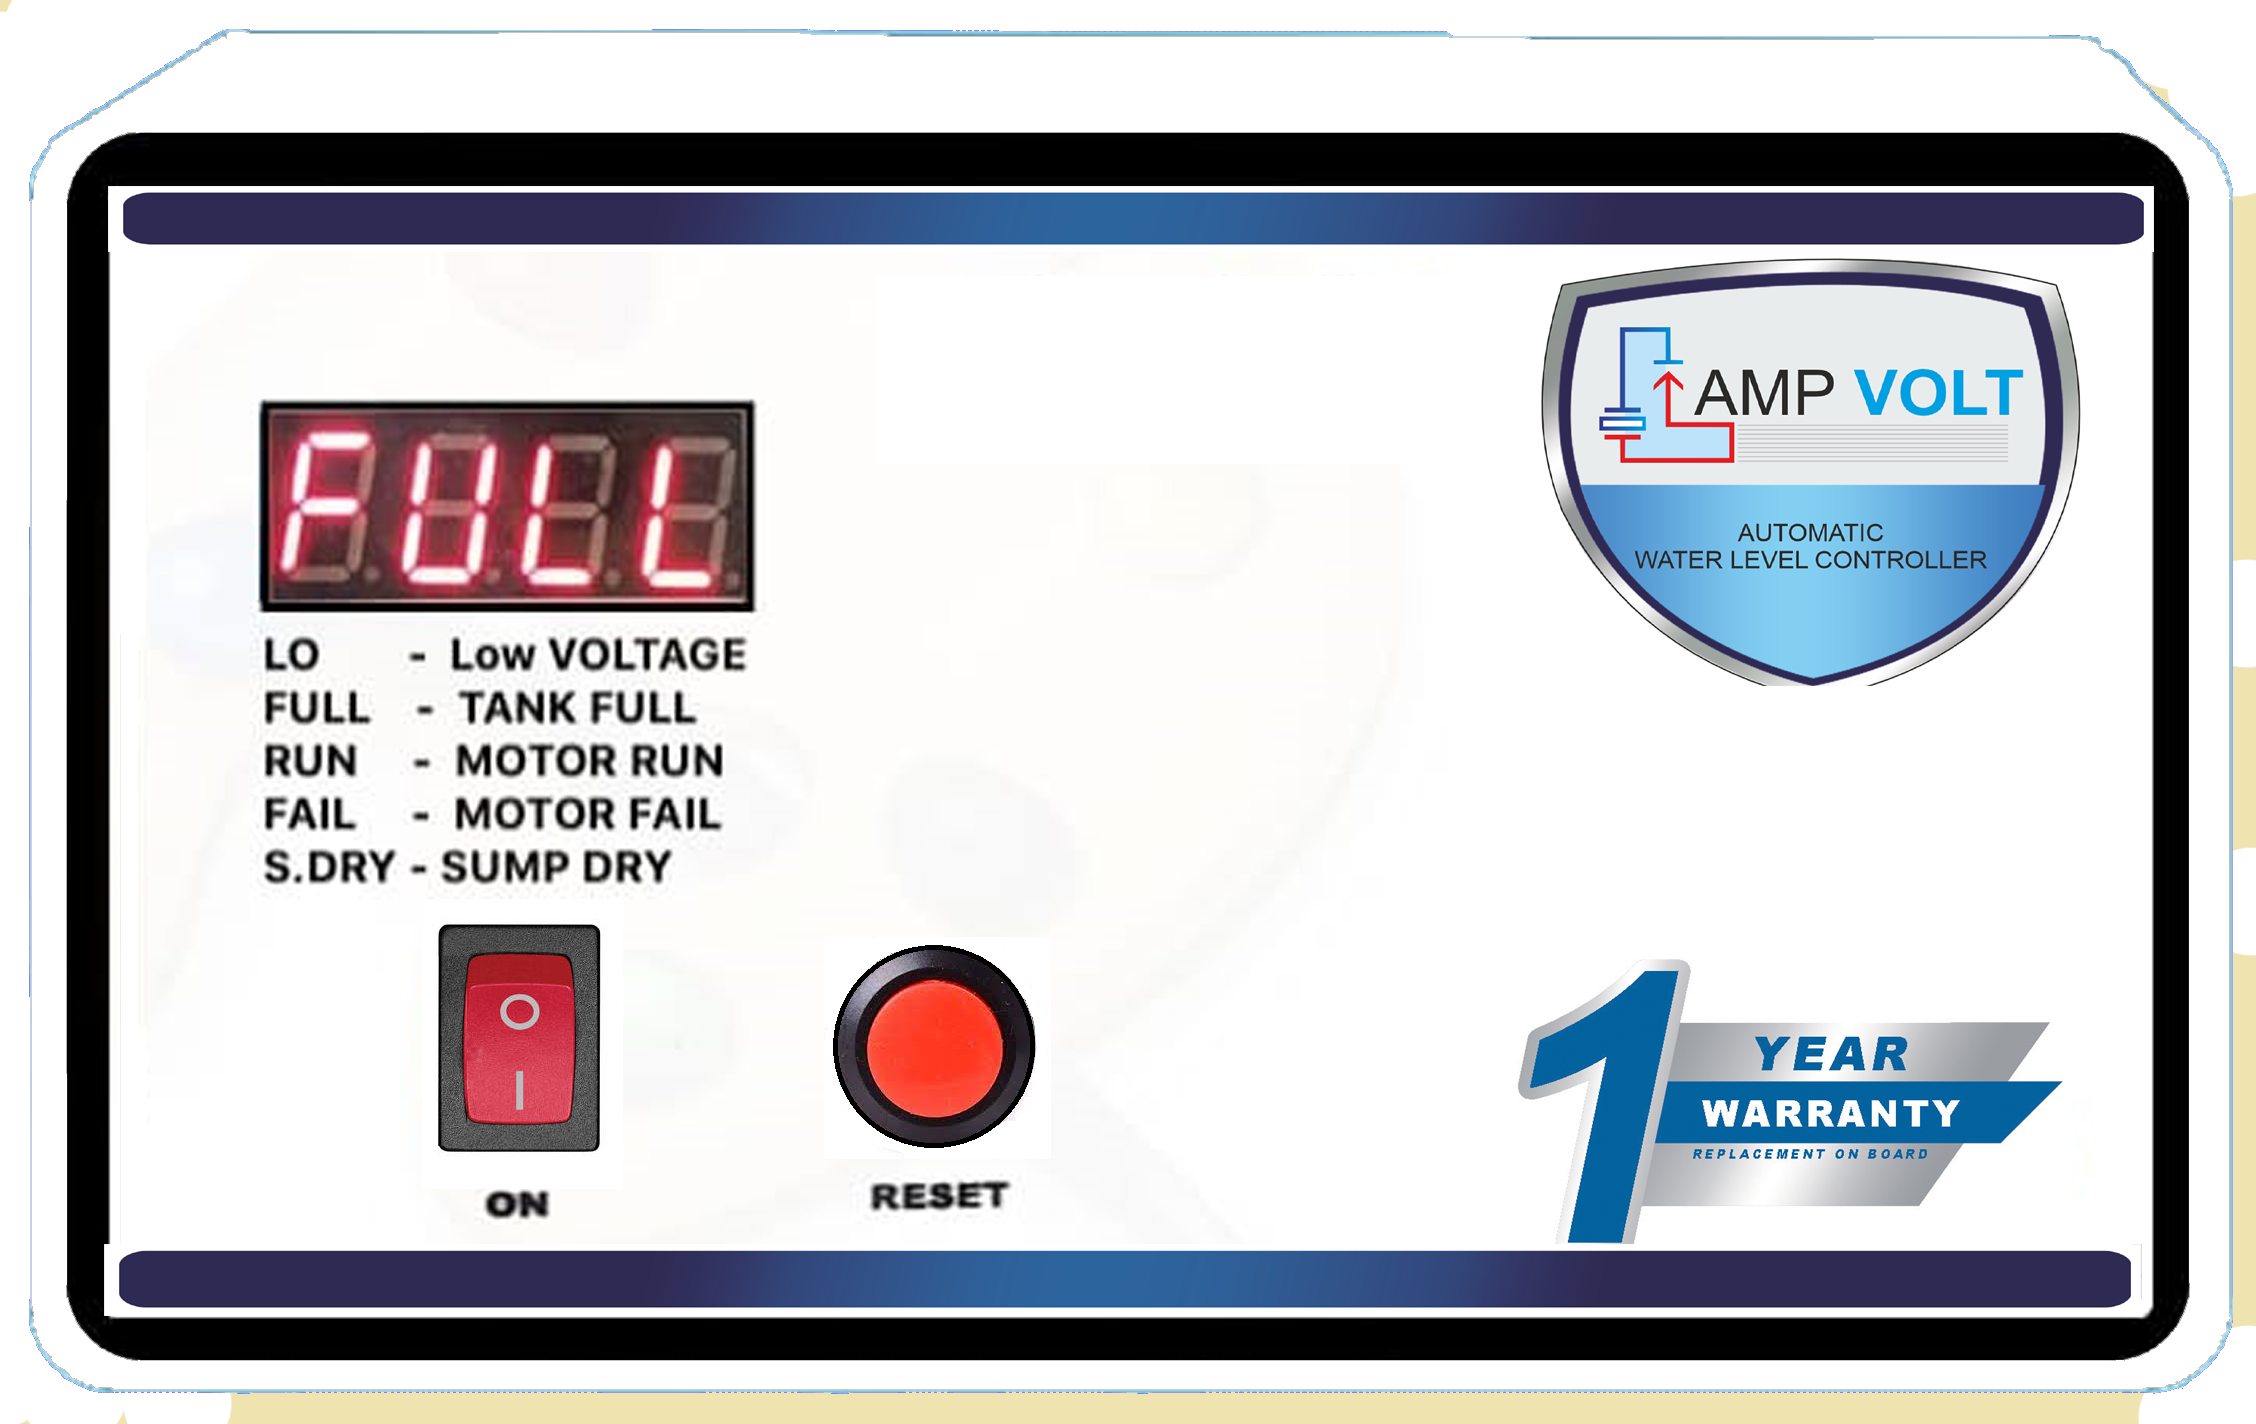 FULL
LO - Low VOLTAGE
FULL - TANK FULL
RUN - MOTOR RUN
FAIL - MOTOR FAIL
S.DRY - SUMP DRY
O
I
ON
RESET
AMP VOLT
AUTOMATIC
WATER LEVEL CONTROLLER
1
YEAR
WARRANTY
REPLACEMENT ON BOARD